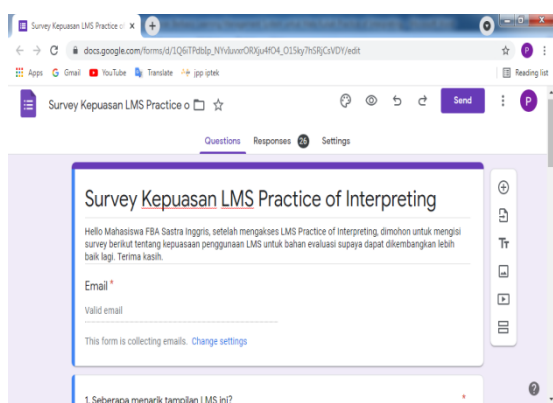 Survey Kepuasan LMS Practice o
docs.google.com/forms/d/1Q6iTPdbIp_NYvluvxrORXju4fO4_O1Sky7hSRjCsVDY/edit
P
Apps Gmail YouTube Translate jpp iptek Reading list
Survey Kepuasan LMS Practice o Send P
Questions Responses 26 Settings
Survey Kepuasan LMS Practice of Interpreting
Hello Mahasiswa FBA Sastra Inggris, setelah mengakses LMS Practice of Interpreting, dimohon untuk mengisi
survey berikut tentang kepuasaan penggunaan LMS untuk bahan evaluasi supaya dapat dikembangkan lebih
baik lagi. Terima kasih.
Email *
Valid email
This form is collecting emails. Change settings
1. Seberapa menarik tampilan LMS ini? *